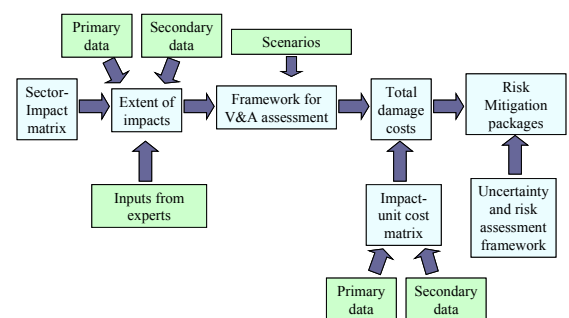 Primary
data
Secondary
data
Scenarios
Sector-
Impact
matrix
Extent of
impacts
Framework for
V&A assessment
Total
damage
costs
Risk
Mitigation
packages
Inputs from
experts
Impact-
unit cost
matrix
Uncertainty
and risk
assessment
framework
Primary
data
Secondary
data